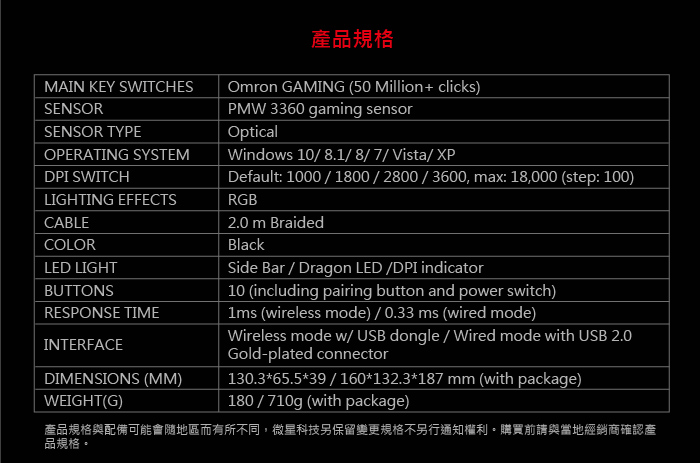 產品規格
MAIN KEY SWITCHES Omron GAMING (50 Million+ clicks)
SENSOR PMW 3360 gaming sensor
SENSOR TYPE Optical
OPERATING SYSTEM Windows 10/ 8.1/ 8/ 7/ Vista/ XP
DPI SWITCH Default: 1000 / 1800 / 2800 / 3600, max: 18,000 (step: 100)
LIGHTING EFFECTS RGB
CABLE 2.0 m Braided
COLOR Black
LED LIGHT Side Bar / Dragon LED /DPI indicator
BUTTONS 10 (including pairing button and power switch)
RESPONSE TIME 1ms (wireless mode) / 0.33 ms (wired mode)
INTERFACE Wireless mode w/ USB dongle / Wired mode with USB 2.0
Gold-plated connector
DIMENSIONS (MM) 130.3*65.5*39 / 160*132.3*187 mm (with package)
WEIGHT(G) 180 / 710g (with package)
產品規格與配備可能會隨地區而有所不同，微星科技另保留變更規格不另行通知權利。購買前請與當地經銷商確認產
品規格。